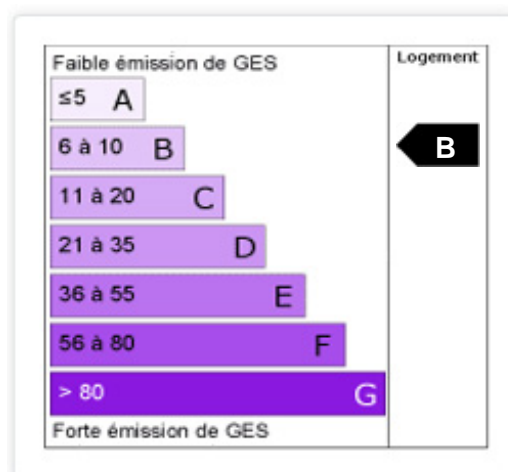 Faible émission de GES
Logement
≤5 A
6 à 10 B
B
11 à 20 C
21 à 35 D
36 à 55 E
56 à 80 F
> 80 G
Forte émission de GES